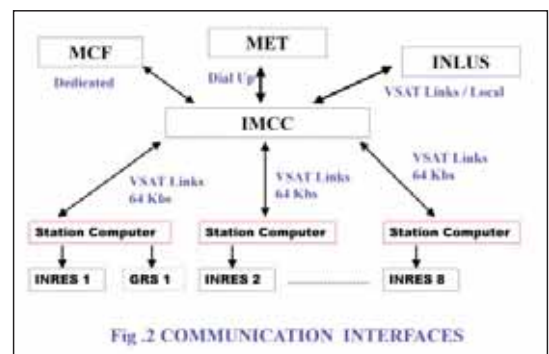 MCF
MET
INLUS
Dedicated
Dial Up
VSAT Links / Local
IMCC
VSAT Links
64 Kbs
VSAT Links
64 Kbs
VSAT Links
64 Kbs
Station Computer
Station Computer
Station Computer
INRES 1
GRS 1
INRES 2
INRES 8
Fig .2 COMMUNICATION INTERFACES